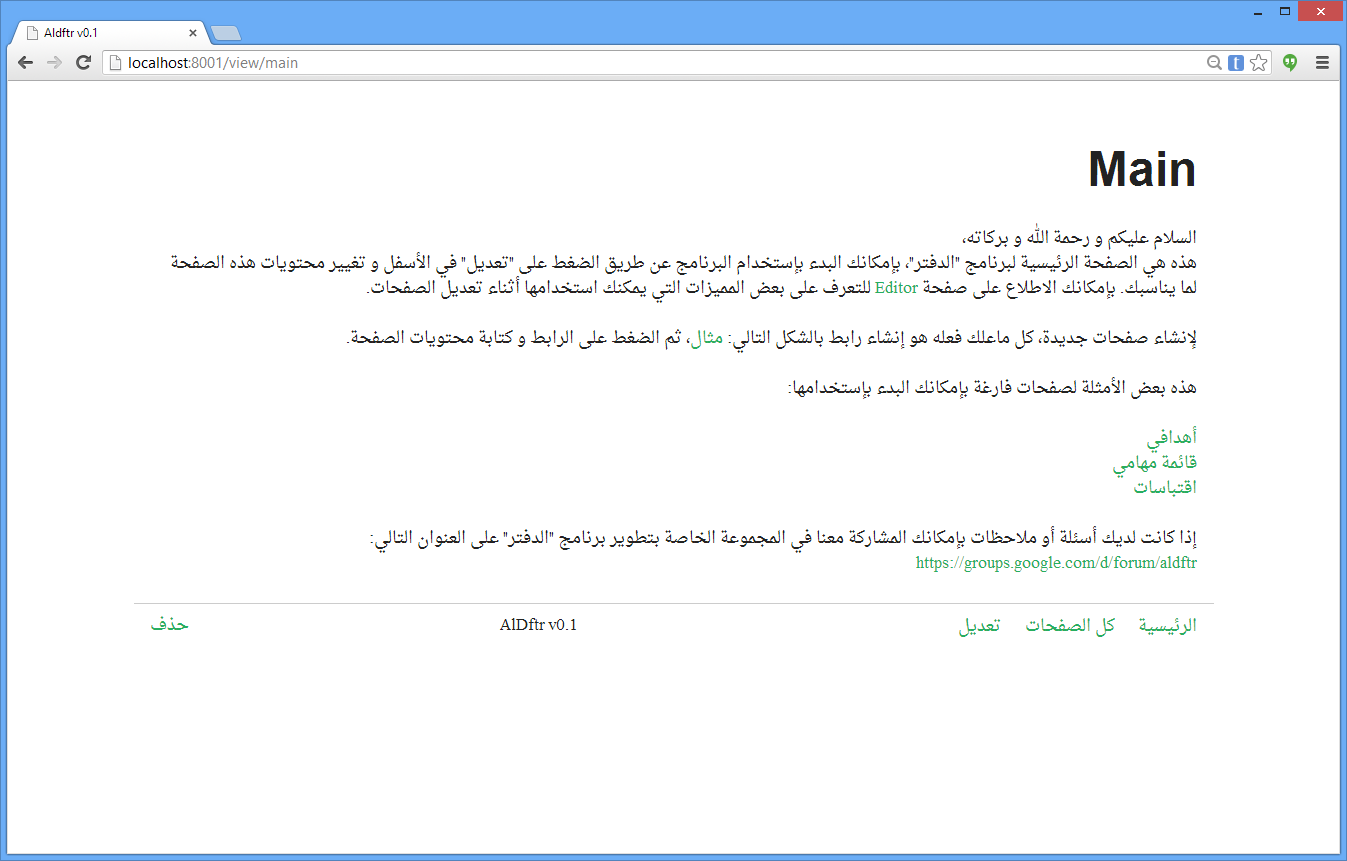 Aldftr v0.1
localhost:8001/view/main
Main
السلام عليكم و رحمة الله و بركاته،
هذه هي الصفحة الرئيسية لبرنامج "الدفتر"، بإمكانك البدء بإستخدام البرنامج عن طريق الضغط على "تعديل" في الأسفل و تغيير محتويات هذه الصفحة
لما يناسبك. بإمكانك الاطلاع على صفحة Editor للتعرف على بعض المميزات التي يمكنك استخدامها أثناء تعديل الصفحات.
لإنشاء صفحات جديدة، كل ماعلك فعله هو إنشاء رابط بالشكل التالي: مثال، ثم الضغط على الرابط و كتابة محتويات الصفحة.
هذه بعض الأمثلة لصفحات فارغة بإمكانك البدء بإستخدامها:
أهدافي
قائمة مهامي
اقتباسات
إذا كانت لديك أسئلة أو ملاحظات بإمكانك المشاركة معنا في المجموعة الخاصة بتطوير برنامج "الدفتر" على العنوان التالي:
https://groups.google.com/d/forum/aldftr
الرئيسية كل الصفحات تعديل AlDftr v0.1 حذف